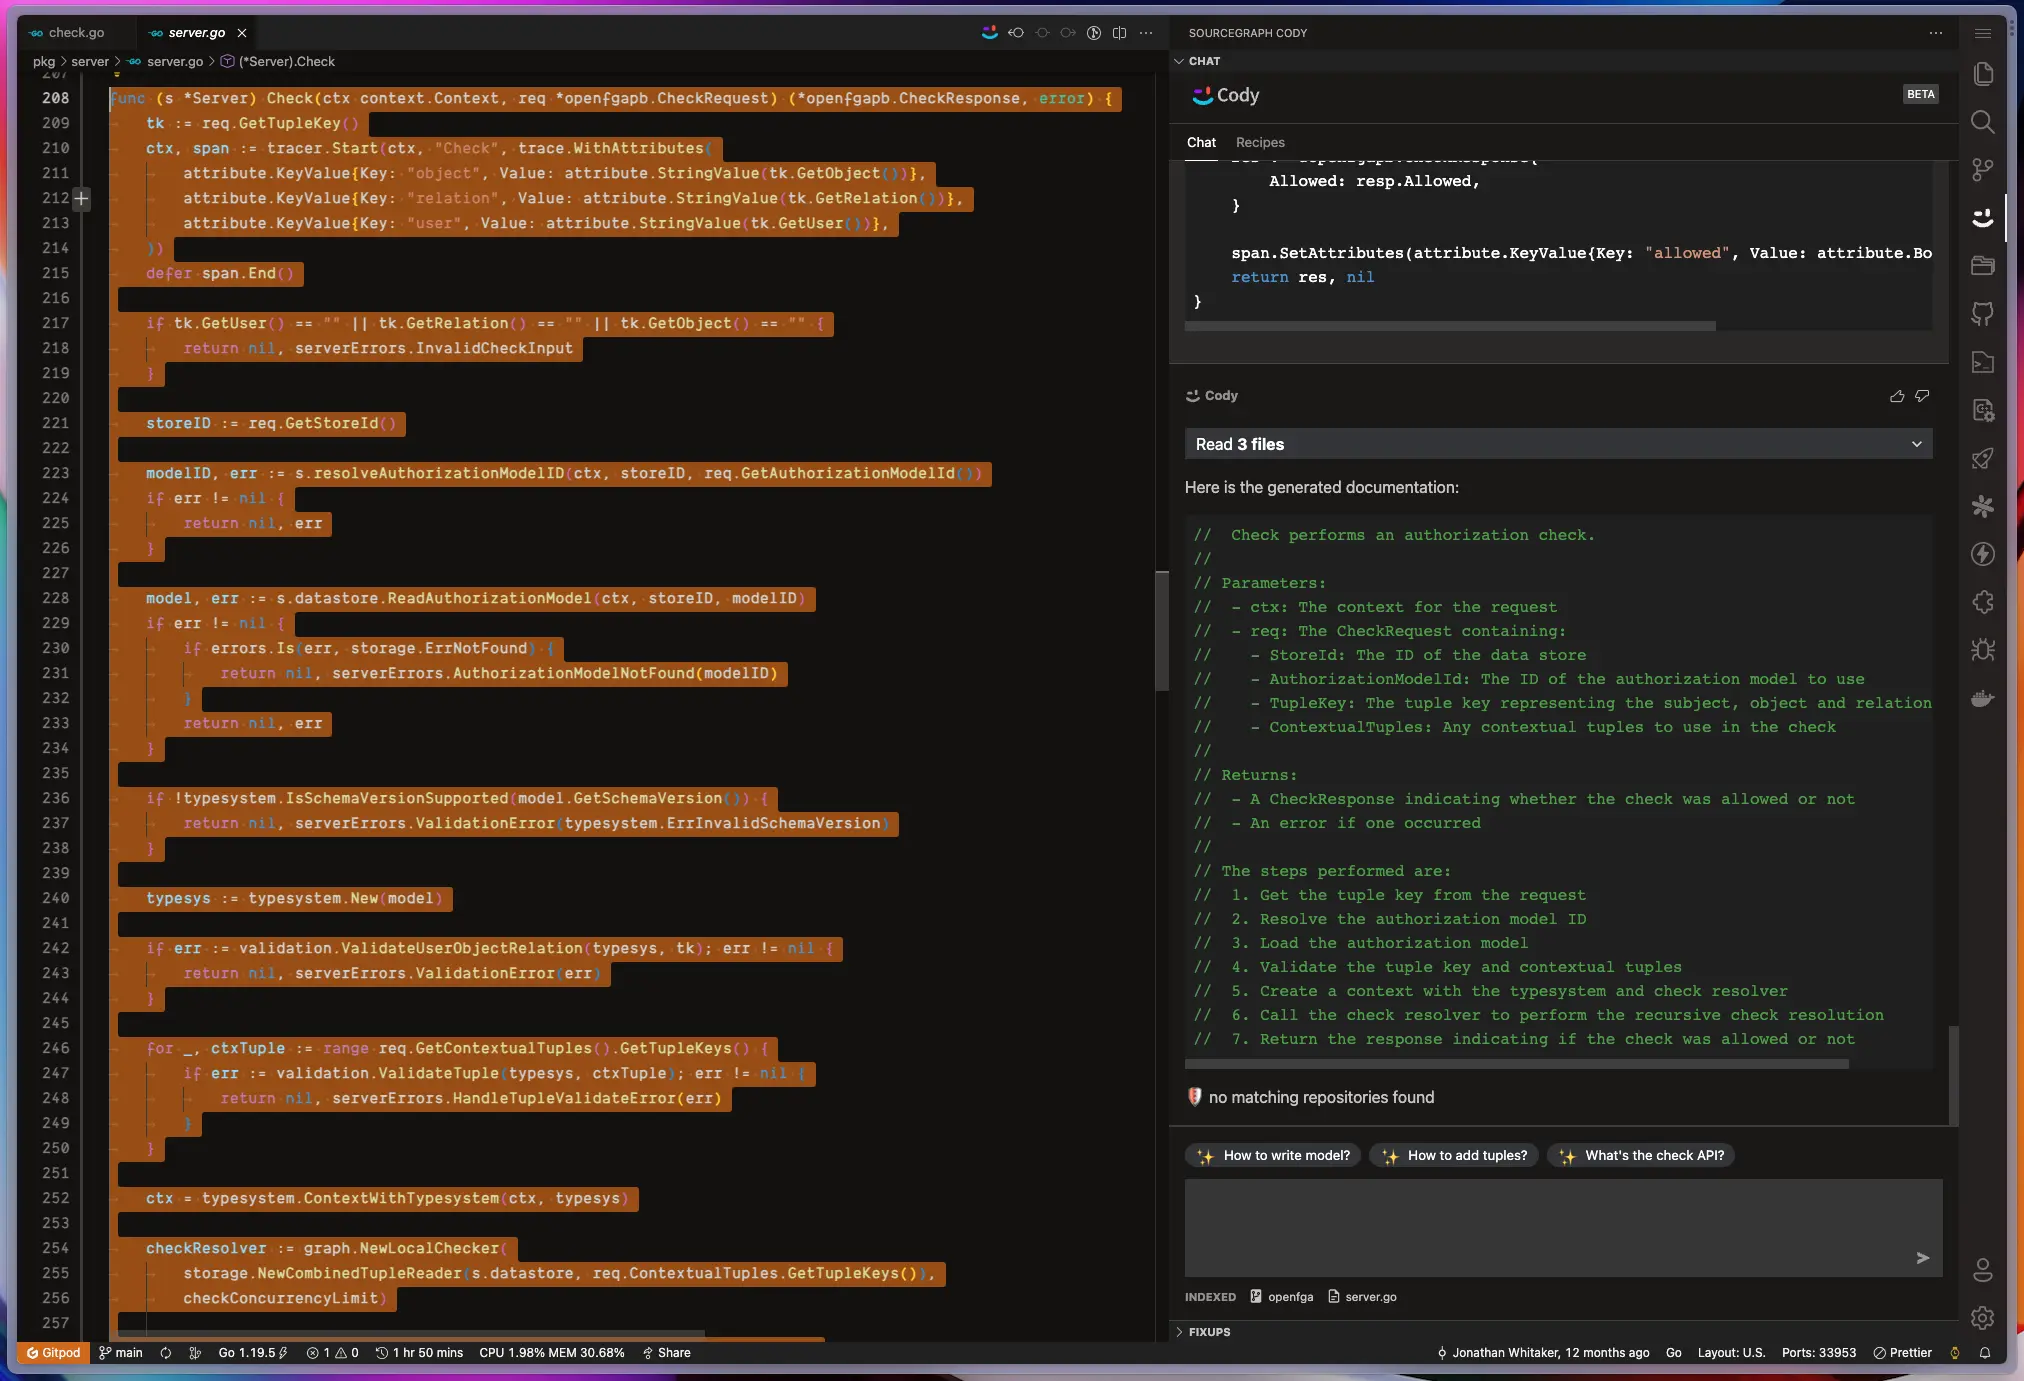 check.go
server.go
SOURCEGRAPH CODY
pkg > server > server.go > (*Server).Check
CHAT
207
208 func (s *Server) Check(ctx context.Context, req *openfgapb.CheckRequest) (*openfgapb.CheckResponse, error) {
209 tk := req.GetTupleKey()
210 ctx, span := tracer.Start(ctx, "Check", trace.WithAttributes(
211 attribute.KeyValue{Key: "object", Value: attribute.StringValue(tk.GetObject())},
212 attribute.KeyValue{Key: "relation", Value: attribute.StringValue(tk.GetRelation())},
213 attribute.KeyValue{Key: "user", Value: attribute.StringValue(tk.GetUser())},
214 ))
215 defer span.End()
216
217 if tk.GetUser() == "" || tk.GetRelation() == "" || tk.GetObject() == "" {
218 return nil, serverErrors.InvalidCheckInput
219 }
220
221 storeID := req.GetStoreId()
222
223 modelID, err := s.resolveAuthorizationModelID(ctx, storeID, req.GetAuthorizationModelId())
224 if err != nil {
225 return nil, err
226 }
227
228 model, err := s.datastore.ReadAuthorizationModel(ctx, storeID, modelID)
229 if err != nil {
230 if errors.Is(err, storage.ErrNotFound) {
231 return nil, serverErrors.AuthorizationModelNotFound(modelID)
232 }
233 return nil, err
234 }
235
236 if !typesystem.IsSchemaVersionSupported(model.GetSchemaVersion()) {
237 return nil, serverErrors.ValidationError(typesystem.ErrInvalidSchemaVersion)
238 }
239
240 typesys := typesystem.New(model)
241
242 if err := validation.ValidateUserObjectRelation(typesys, tk); err != nil {
243 return nil, serverErrors.ValidationError(err)
244 }
245
246 for _, ctxTuple := range req.GetContextualTuples().GetTupleKeys() {
247 if err := validation.ValidateTuple(typesys, ctxTuple); err != nil {
248 return nil, serverErrors.HandleTupleValidateError(err)
249 }
250 }
251
252 ctx = typesystem.ContextWithTypesystem(ctx, typesys)
253
254 checkResolver := graph.NewLocalChecker(
255 storage.NewCombinedTupleReader(s.datastore, req.ContextualTuples.GetTupleKeys()),
256 checkConcurrencyLimit)
257
Cody
BETA
Chat
Recipes
Allowed: resp.Allowed,
}
span.SetAttributes(attribute.KeyValue{Key: "allowed", Value: attribute.Bo
return res, nil
}
Cody
Read 3 files
Here is the generated documentation:
// Check performs an authorization check.
//
// Parameters:
// - ctx: The context for the request
// - req: The CheckRequest containing:
// - StoreId: The ID of the data store
// - AuthorizationModelId: The ID of the authorization model to use
// - TupleKey: The tuple key representing the subject, object and relation
// - ContextualTuples: Any contextual tuples to use in the check
//
// Returns:
// - A CheckResponse indicating whether the check was allowed or not
// - An error if one occurred
//
// The steps performed are:
// 1. Get the tuple key from the request
// 2. Resolve the authorization model ID
// 3. Load the authorization model
// 4. Validate the tuple key and contextual tuples
// 5. Create a context with the typesystem and check resolver
// 6. Call the check resolver to perform the recursive check resolution
// 7. Return the response indicating if the check was allowed or not
no matching repositories found
How to write model?
How to add tuples?
What's the check API?
INDEXED openfga server.go
FIXUPS
Gitpod main Go 1.19.5 1 0 1 hr 50 mins CPU 1.98% MEM 30.68% Share
Jonathan Whitaker, 12 months ago Go Layout: U.S. Ports: 33953 Prettier